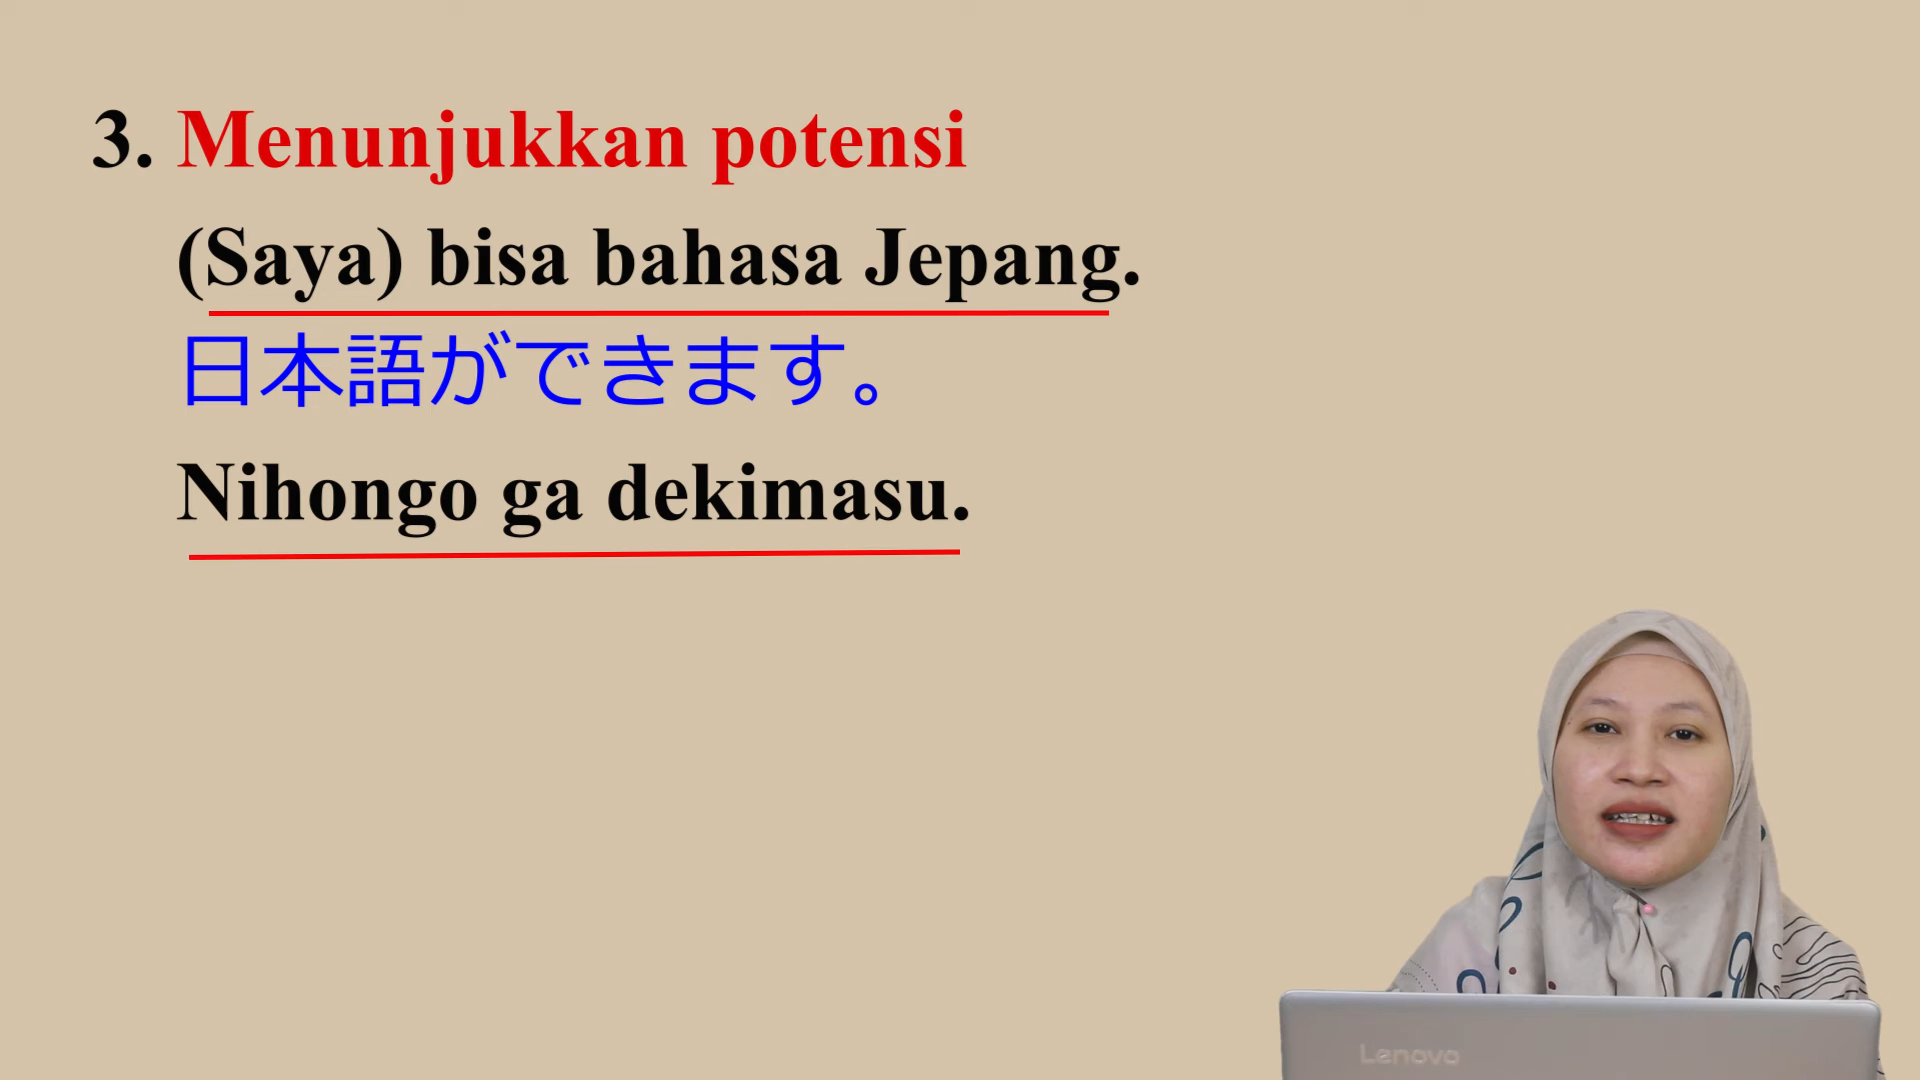 3. Menunjukkan potensi
(Saya) bisa bahasa Jepang.
日本語ができます。
Nihongo ga dekimasu.
Lenovo